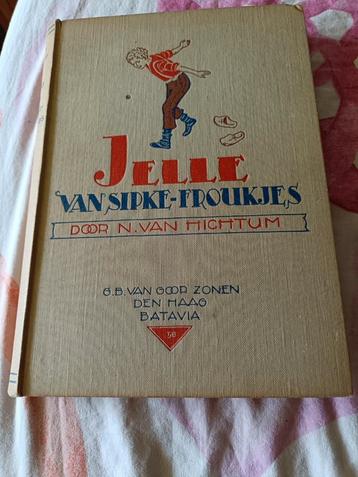 JELLE
VAN SIPKE-FROUKJES
DOOR N. VAN HICHTUM
G.B. VAN GOOR ZONEN
DEN HAAG
BATAVIA